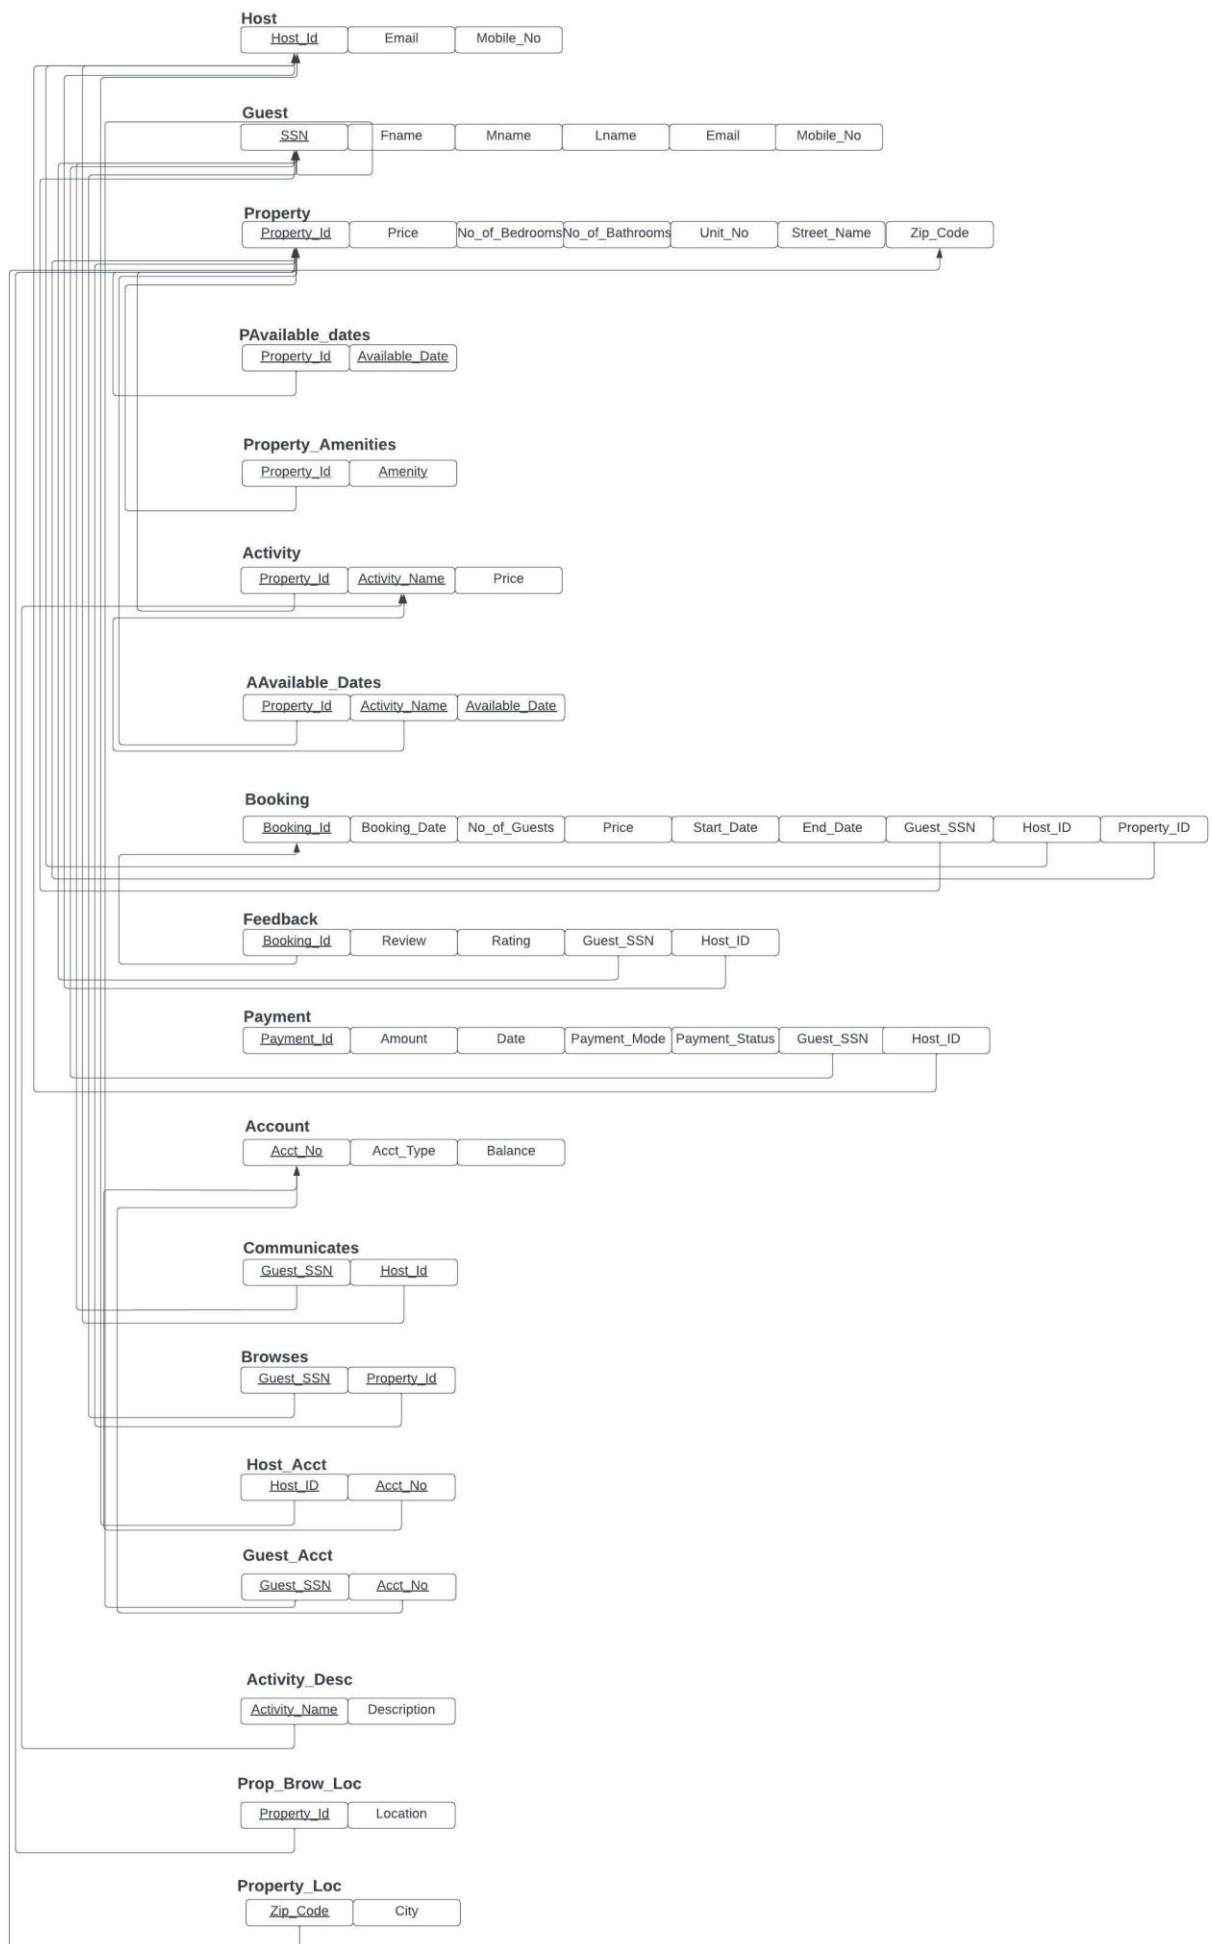 Host
Host_Id Email Mobile_No
Guest
SSN Fname Mname Lname Email Mobile_No
Property
Property_Id Price No_of_Bedrooms No_of_Bathrooms Unit_No Street_Name Zip_Code
PAvailable_dates
Property_Id Available_Date
Property_Amenities
Property_Id Amenity
Activity
Property_Id Activity_Name Price
AAvailable_Dates
Property_Id Activity_Name Available_Date
Booking
Booking_Id Booking_Date No_of_Guests Price Start_Date End_Date Guest_SSN Host_ID Property_ID
Feedback
Booking_Id Review Rating Guest_SSN Host_ID
Payment
Payment_Id Amount Date Payment_Mode Payment_Status Guest_SSN Host_ID
Account
Acct_No Acct_Type Balance
Communicates
Guest_SSN Host_Id
Browses
Guest_SSN Property_Id
Host_Acct
Host_ID Acct_No
Guest_Acct
Guest_SSN Acct_No
Activity_Desc
Activity_Name Description
Prop_Brow_Loc
Property_Id Location
Property_Loc
Zip_Code City